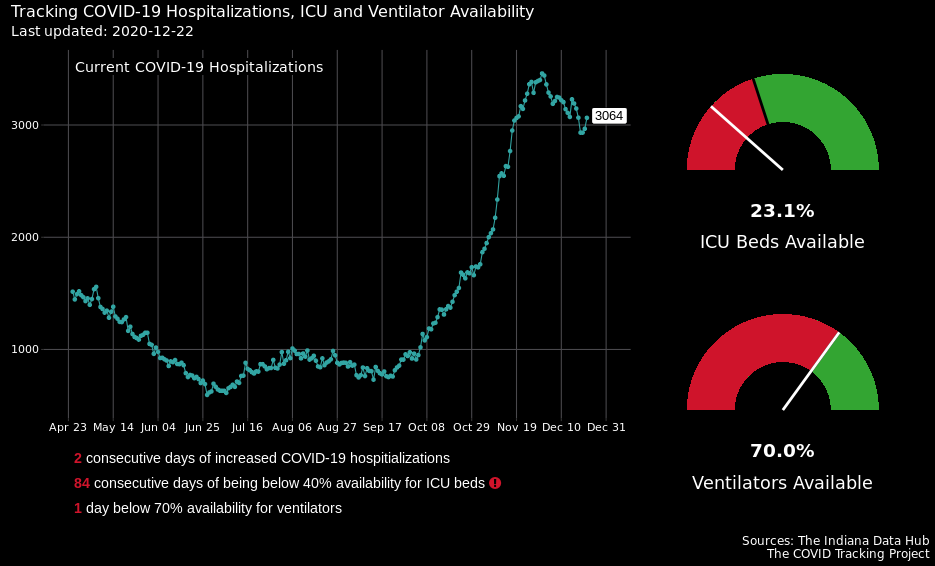 Tracking COVID-19 Hospitalizations, ICU and Ventilator Availability
Last updated: 2020-12-22
Current COVID-19 Hospitalizations
3000
2000
1000
3064
Apr 23 May 14 Jun 04 Jun 25 Jul 16 Aug 06 Aug 27 Sep 17 Oct 08 Oct 29 Nov 19 Dec 10 Dec 31
2 consecutive days of increased COVID-19 hospitializations
84 consecutive days of being below 40% availability for ICU beds
1 day below 70% availability for ventilators
23.1%
ICU Beds Available
70.0%
Ventilators Available
Sources: The Indiana Data Hub
The COVID Tracking Project